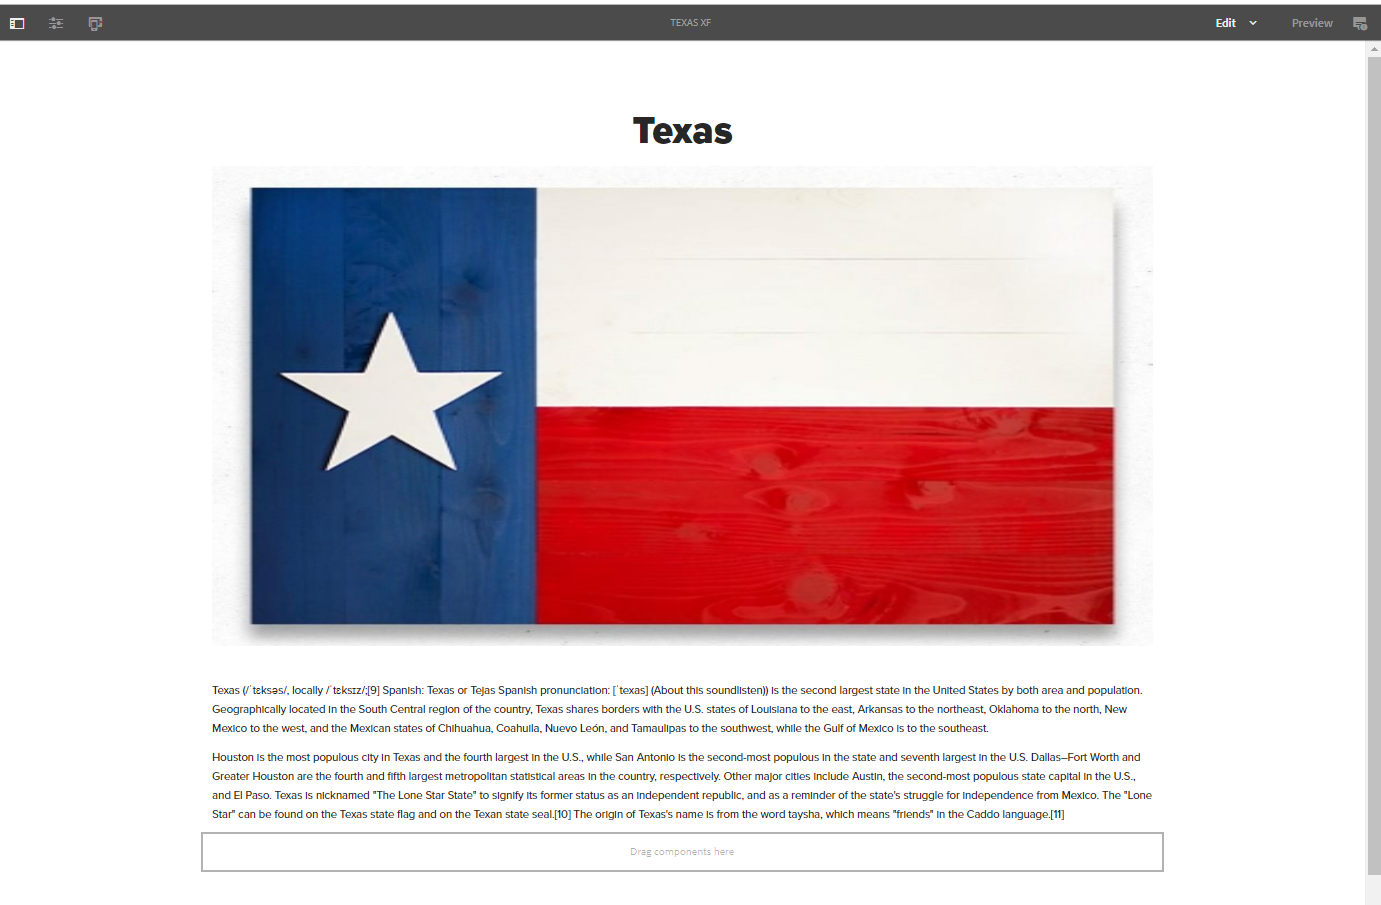 TEXAS XF
Edit
Preview
Texas
Texas (/ˈtɛksəs/, locally /ˈtɛksɪz/;[9] Spanish: Texas or Tejas Spanish pronunciation: [ˈtexas] (About this soundlisten)) is the second largest state in the United States by both area and population.
Geographically located in the South Central region of the country, Texas shares borders with the U.S. states of Louisiana to the east, Arkansas to the northeast, Oklahoma to the north, New
Mexico to the west, and the Mexican states of Chihuahua, Coahuila, Nuevo León, and Tamaulipas to the southwest, while the Gulf of Mexico is to the southeast.
Houston is the most populous city in Texas and the fourth largest in the U.S., while San Antonio is the second-most populous in the state and seventh largest in the U.S. Dallas–Fort Worth and
Greater Houston are the fourth and fifth largest metropolitan statistical areas in the country, respectively. Other major cities include Austin, the second-most populous state capital in the U.S.,
and El Paso. Texas is nicknamed "The Lone Star State" to signify its former status as an independent republic, and as a reminder of the state's struggle for independence from Mexico. The "Lone
Star" can be found on the Texas state flag and on the Texan state seal.[10] The origin of Texas's name is from the word taysha, which means "friends" in the Caddo language.[11]
Drag components here